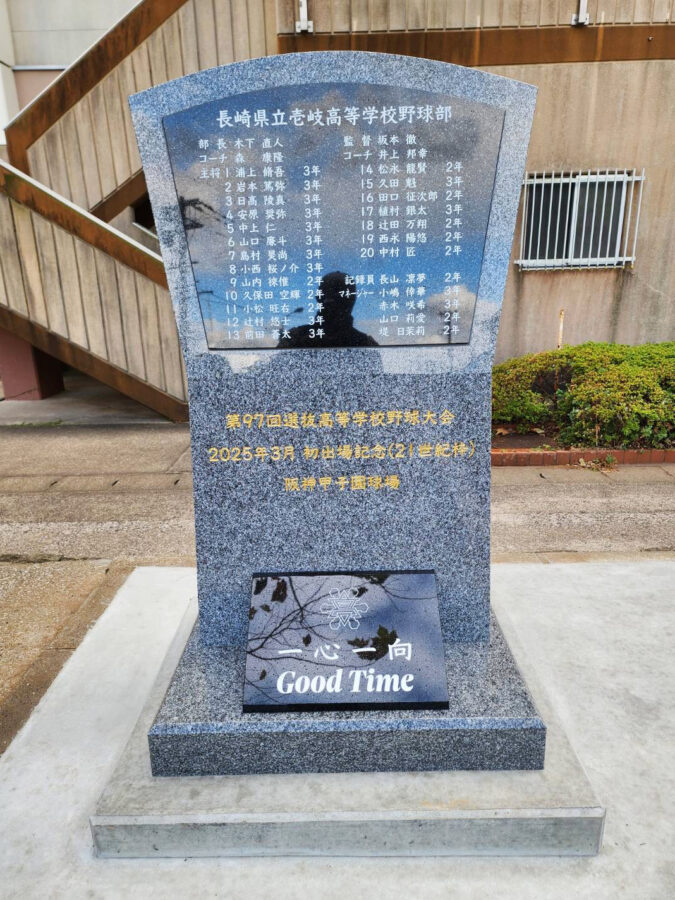 長崎県立壱岐高等学校野球部
部 長 木下 直人
コーチ 森 康隆
主将 1 浦上 脩吾 3年
2 岩本 篤弥 3年
3 日高 陵真 3年
4 安原 奨弥 3年
5 中上 仁 3年
6 山口 廉斗 3年
7 島村 昊尚 3年
8 小西 桜ノ介 3年
9 山内 徠惟 2年
10 久保田 空輝 2年
11 小松 旺右 2年
12 辻村 悠士 3年
13 前田 蒼太 3年
監 督 坂本 徹
コーチ 井上 邦幸
14 松永 龍賢 2年
15 久田 魁 3年
16 田口 征次郎 2年
17 植村 銀太 3年
18 辻田 万翔 2年
19 西永 陽悠 2年
20 中村 匠 2年
記録員 長山 凛夢 2年
マネージャー 小嶋 倖華 3年
赤木 咲希 3年
山口 莉愛 2年
堤 日茉莉 2年
第97回選抜高等学校野球大会
2025年3月 初出場記念(21世紀枠)
阪神甲子園球場
一心一向
Good Time